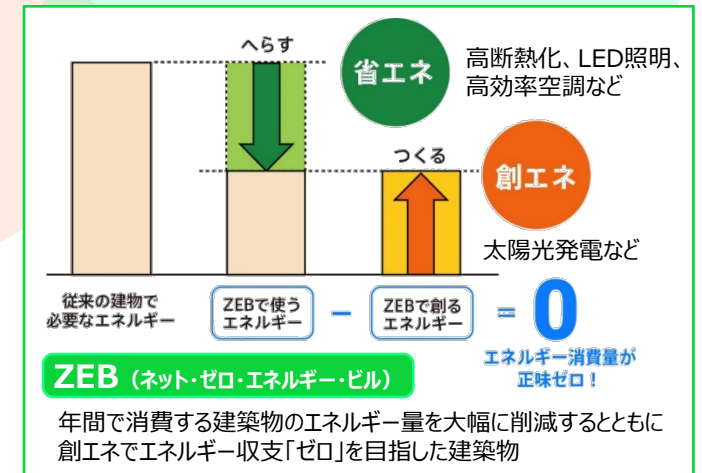 へらす
省エネ
高断熱化、LED照明、
高効率空調など
つくる
創エネ
太陽光発電など
従来の建物で
必要なエネルギー
ZEBで使う
エネルギー
−
ZEBで創る
エネルギー
=
0
エネルギー消費量が
正味ゼロ！
ZEB（ネット・ゼロ・エネルギー・ビル）
年間で消費する建築物のエネルギー量を大幅に削減するとともに
創エネでエネルギー収支「ゼロ」を目指した建築物